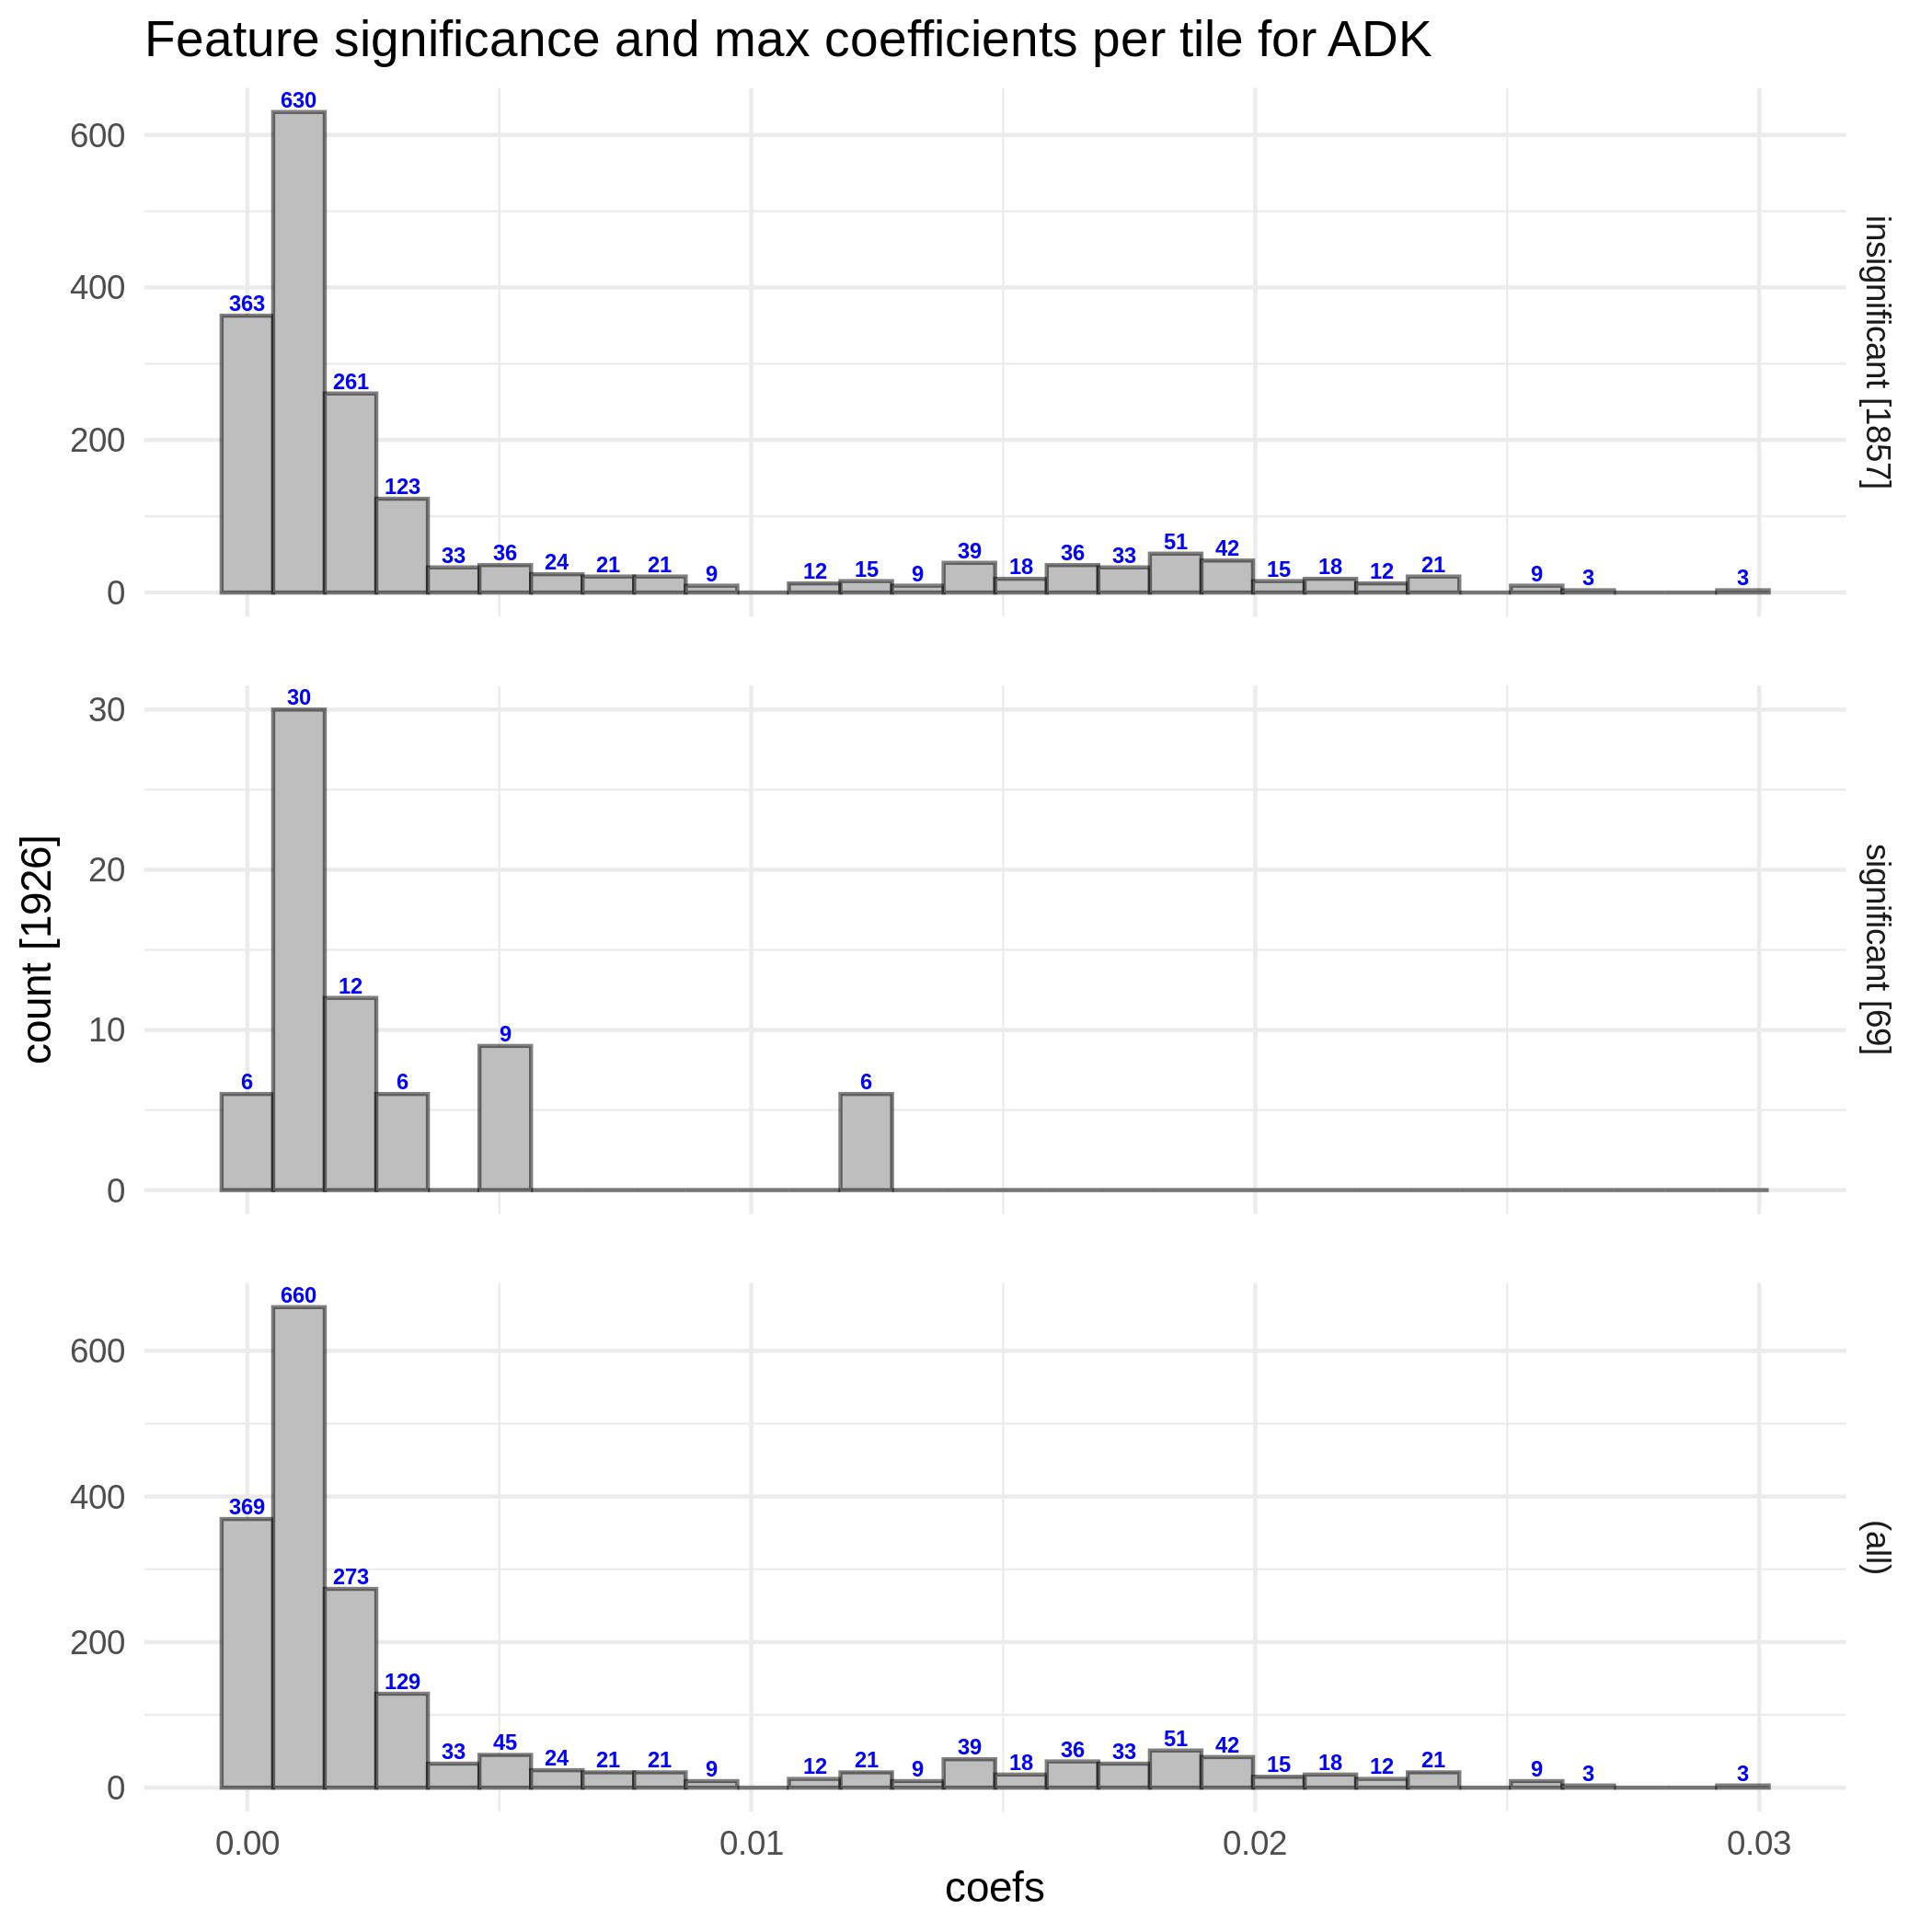 Feature significance and max coefficients per tile for ADK
630
600
400
363
261
200
123
33 36 24 21 21 9 12 15 9 39 18 36 33 51 42 15 18 12 21 9 3 3
0
insignificant [1857]
30
30
20
12
10
9
6 6 6
0
significant [69]
count [1926]
660
600
400
369
273
200
129
33 45 24 21 21 9 12 21 9 39 18 36 33 51 42 15 18 12 21 9 3 3
0
(all)
0.00 0.01 0.02 0.03
coefs